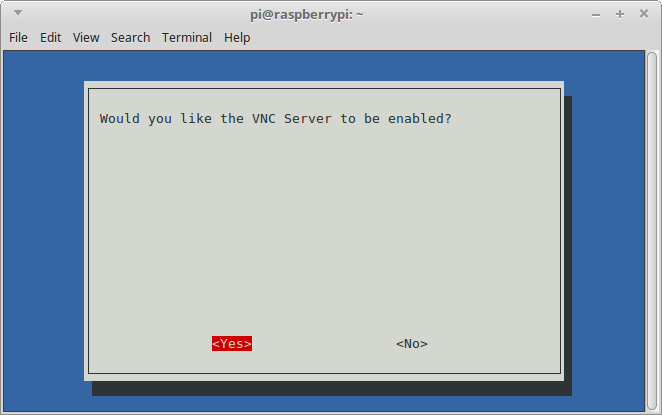 pi@raspberrypi: ~
File Edit View Search Terminal Help
Would you like the VNC Server to be enabled?
<Yes> <No>